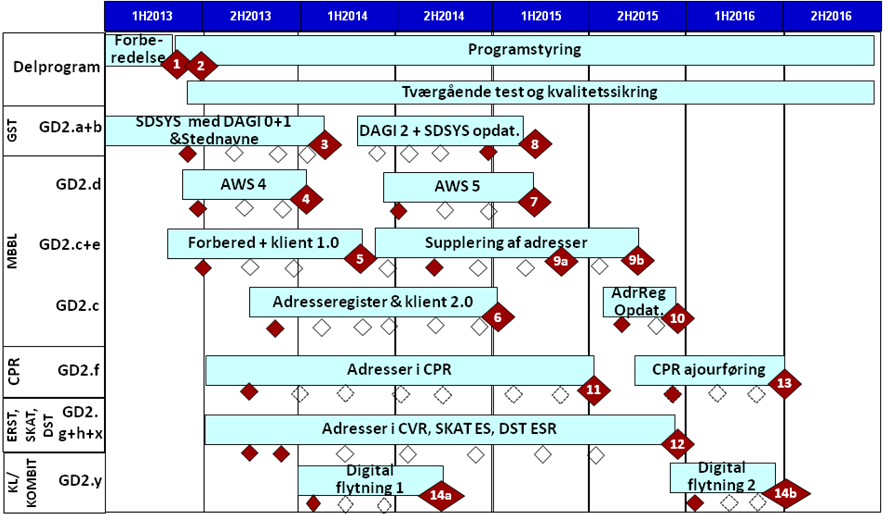 1H2013 2H2013 1H2014 2H2014 1H2015 2H2015 1H2016 2H2016
Delprogram
Forbe-
redelse
1
2
Programstyring
Tværgående test og kvalitetssikring
GST
GD2.a+b
SDSYS med DAGI 0+1
&Stednavne
3
DAGI 2 + SDSYS opdat.
8
MBBL
GD2.d
AWS 4
4
AWS 5
7
GD2.c+e
Forbered + klient 1.0
5
Supplering af adresser
9a
9b
GD2.c
Adresseregister & klient 2.0
6
AdrReg
Opdat.
10
CPR
GD2.f
Adresser i CPR
11
CPR ajourføring
13
ERST,
SKAT,
DST
GD2.
g+h+x
Adresser i CVR, SKAT ES, DST ESR
12
KL/
KOMBIT
GD2.y
Digital
flytning 1
14a
Digital
flytning 2
14b